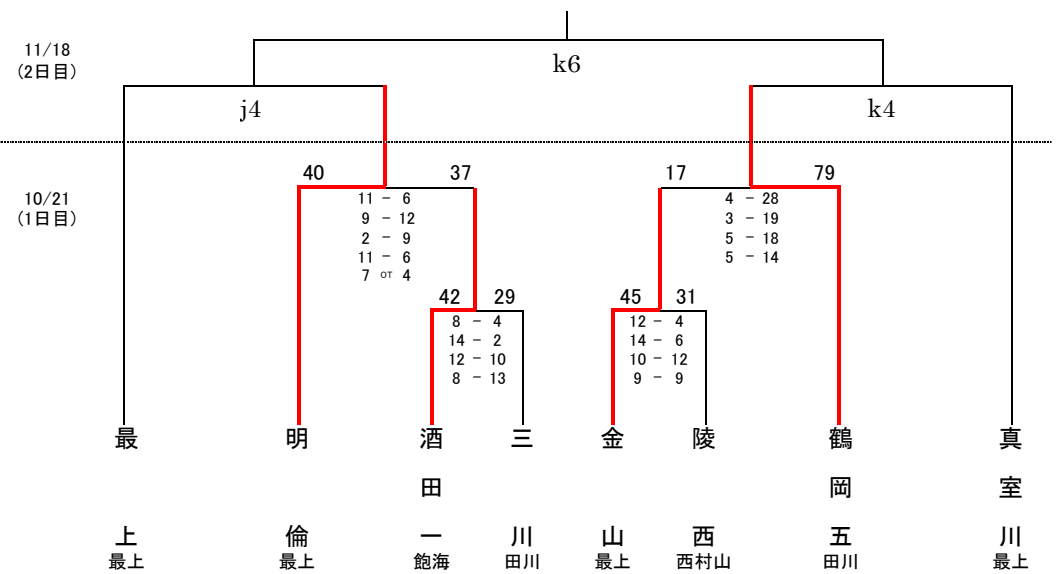 11/18
(2日目)
k6
j4
k4
10/21
(1日目)
40 37
11 - 6
9 - 12
2 - 9
11 - 6
7 OT 4
17 79
4 - 28
3 - 19
5 - 18
5 - 14
42 29
8 - 4
14 - 2
12 - 10
8 - 13
45 31
12 - 4
14 - 6
10 - 12
9 - 9
最上
最上
明倫
最上
酒田一
飽海
三川
田川
金山
最上
陵西
西村山
鶴岡五
田川
真室川
最上